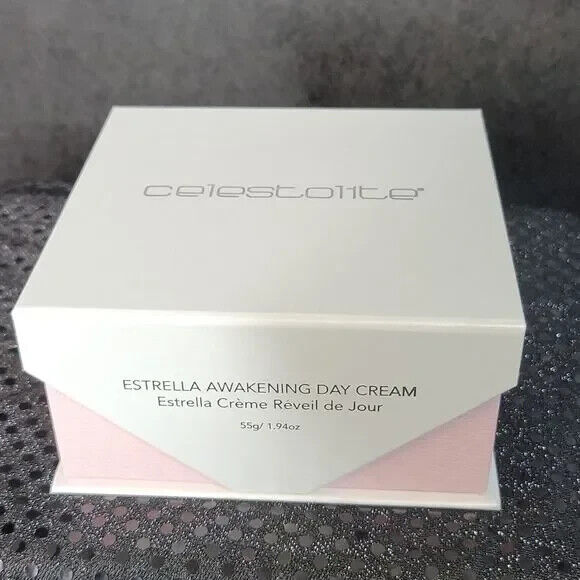 celestolite®
ESTRELLA AWAKENING DAY CREAM
Estrella Crème Réveil de Jour
55g/ 1.94oz